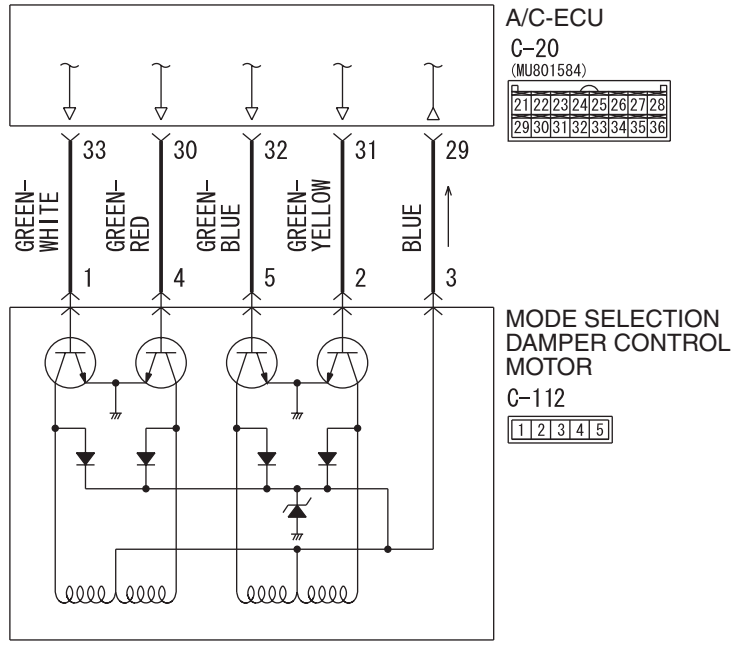 A/C-ECU
C-20
(MU801584)
21 22 23 24 25 26 27 28
29 30 31 32 33 34 35 36
33 30 32 31 29
GREEN-
WHITE
GREEN-
RED
GREEN-
BLUE
GREEN-
YELLOW
BLUE
1 4 5 2 3
MODE SELECTION
DAMPER CONTROL
MOTOR
C-112
1 2 3 4 5